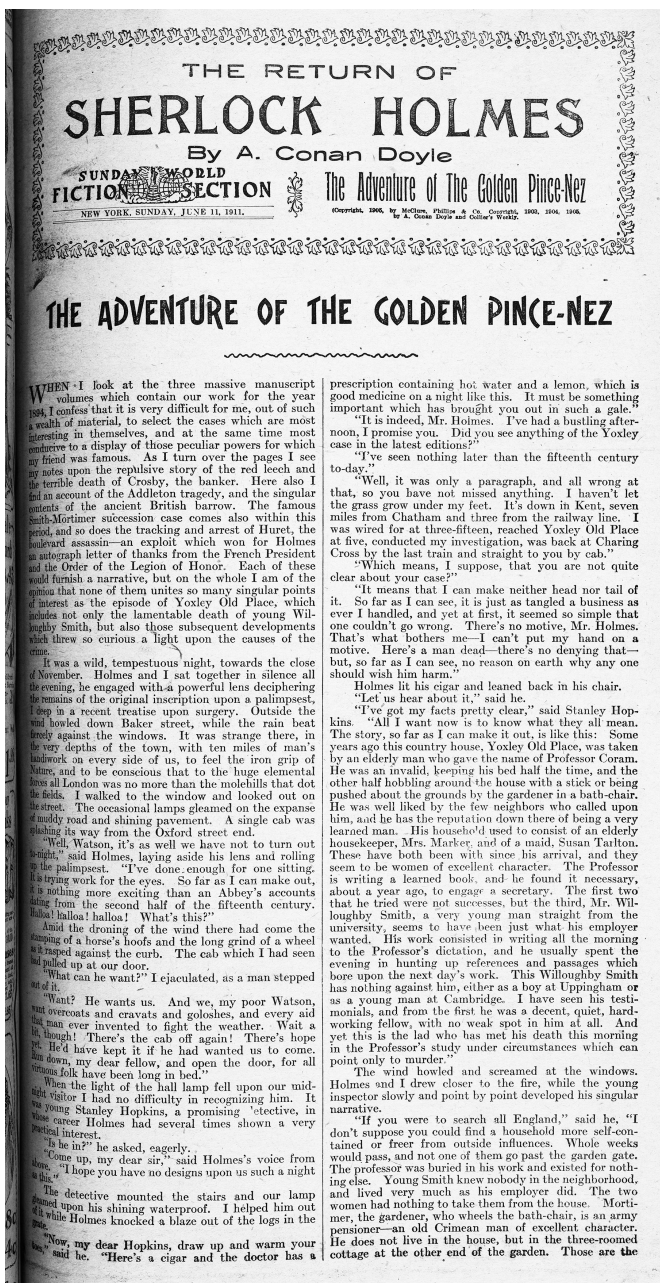 THE RETURN OF
SHERLOCK HOLMES
By A. Conan Doyle
SUNDAY WORLD
FICTION SECTION
NEW YORK, SUNDAY, JUNE 11, 1911.
The Adventure of The Golden Pince-Nez
(Copyright, 1905, by McClure, Phillips & Co. Copyright, 1903, 1904, 1905,
by A. Conan Doyle and Collier's Weekly.
THE ADVENTURE OF THE GOLDEN PINCE-NEZ
WHEN I look at the three massive manuscript
volumes which contain our work for the year
1894, I confess that it is very difficult for me, out of such
a wealth of material, to select the cases which are most
interesting in themselves, and at the same time most
conducive to a display of those peculiar powers for which
my friend was famous. As I turn over the pages I see
my notes upon the repulsive story of the red leech and
the terrible death of Crosby, the banker. Here also I
find an account of the Addleton tragedy, and the singular
contents of the ancient British barrow. The famous
Smith-Mortimer succession case comes also within this
period, and so does the tracking and arrest of Huret, the
boulevard assassin—an exploit which won for Holmes
an autograph letter of thanks from the French President
and the Order of the Legion of Honor. Each of these
would furnish a narrative, but on the whole I am of the
opinion that none of them unites so many singular points
of interest as the episode of Yoxley Old Place, which
includes not only the lamentable death of young Wil-
loughby Smith, but also those subsequent developments
which threw so curious a light upon the causes of the
crime.
It was a wild, tempestuous night, towards the close
of November. Holmes and I sat together in silence all
the evening, he engaged with a powerful lens deciphering
the remains of the original inscription upon a palimpsest,
I deep in a recent treatise upon surgery. Outside the
wind howled down Baker street, while the rain beat
fiercely against the windows. It was strange there, in
the very depths of the town, with ten miles of man's
handiwork on every side of us, to feel the iron grip of
Nature, and to be conscious that to the huge elemental
forces all London was no more than the molehills that dot
the fields. I walked to the window and looked out on
the street. The occasional lamps gleamed on the expanse
of muddy road and shining pavement. A single cab was
splashing its way from the Oxford street end.
"Well, Watson, it's as well we have not to turn out
to-night," said Holmes, laying aside his lens and rolling
up the palimpsest. "I've done enough for one sitting.
It is trying work for the eyes. So far as I can make out,
it is nothing more exciting than an Abbey's accounts
dating from the second half of the fifteenth century.
Halloa! halloa! halloa! What's this?"
Amid the droning of the wind there had come the
stamping of a horse's hoofs and the long grind of a wheel
as it rasped against the curb. The cab which I had seen
had pulled up at our door.
"What can he want?" I ejaculated, as a man stepped
out of it.
"Want? He wants us. And we, my poor Watson,
want overcoats and cravats and goloshes, and every aid
that man ever invented to fight the weather. Wait a
bit, though! There's the cab off again! There's hope
yet. He'd have kept it if he had wanted us to come.
Run down, my dear fellow, and open the door, for all
virtuous folk have been long in bed."
When the light of the hall lamp fell upon our mid-
night visitor I had no difficulty in recognizing him. It
was young Stanley Hopkins, a promising 'etective, in
whose career Holmes had several times shown a very
practical interest.
"Is he in?" he asked, eagerly.
"Come up, my dear sir," said Holmes's voice from
above. "I hope you have no designs upon us such a night
as this."
The detective mounted the stairs and our lamp
gleamed upon his shining waterproof. I helped him out
of it while Holmes knocked a blaze out of the logs in the
grate.
"Now, my dear Hopkins, draw up and warm your
toes," said he. "Here's a cigar and the doctor has a
prescription containing hot water and a lemon, which is
good medicine on a night like this. It must be something
important which has brought you out in such a gale."
"It is indeed, Mr. Holmes. I've had a bustling after-
noon, I promise you. Did you see anything of the Yoxley
case in the latest editions?"
"I've seen nothing later than the fifteenth century
to-day."
"Well, it was only a paragraph, and all wrong at
that, so you have not missed anything. I haven't let
the grass grow under my feet. It's down in Kent, seven
miles from Chatham and three from the railway line. I
was wired for at three-fifteen, reached Yoxley Old Place
at five, conducted my investigation, was back at Charing
Cross by the last train and straight to you by cab."
"Which means, I suppose, that you are not quite
clear about your case?"
"It means that I can make neither head nor tail of
it. So far as I can see, it is just as tangled a business as
ever I handled, and yet at first, it seemed so simple that
one couldn't go wrong. There's no motive, Mr. Holmes.
That's what bothers me—I can't put my hand on a
motive. Here's a man dead—there's no denying that—
but, so far as I can see, no reason on earth why any one
should wish him harm."
Holmes lit his cigar and leaned back in his chair.
"Let us hear about it," said he.
"I've got my facts pretty clear," said Stanley Hop-
kins. "All I want now is to know what they all mean.
The story, so far as I can make it out, is like this: Some
years ago this country house, Yoxley Old Place, was taken
by an elderly man who gave the name of Professor Coram.
He was an invalid, keeping his bed half the time, and the
other half hobbling around the house with a stick or being
pushed about the grounds by the gardener in a bath-chair.
He was well liked by the few neighbors who called upon
him, and he has the reputation down there of being a very
learned man. His househo'd used to consist of an elderly
housekeeper, Mrs. Marker, and of a maid, Susan Tarlton.
These have both been with since his arrival, and they
seem to be women of excellent character. The Professor
is writing a learned book, and he found it necessary,
about a year ago, to engage a secretary. The first two
that he tried were not successes, but the third, Mr. Wil-
loughby Smith, a very young man straight from the
university, seems to have been just what his employer
wanted. His work consisted in writing all the morning
to the Professor's dictation, and he usually spent the
evening in hunting up references and passages which
bore upon the next day's work. This Willoughby Smith
has nothing against him, either as a boy at Uppingham or
as a young man at Cambridge. I have seen his testi-
monials, and from the first he was a decent, quiet, hard-
working fellow, with no weak spot in him at all. And
yet this is the lad who has met his death this morning
in the Professor's study under circumstances which can
point only to murder."
The wind howled and screamed at the windows.
Holmes and I drew closer to the fire, while the young
inspector slowly and point by point developed his singular
narrative.
"If you were to search all England," said he, "I
don't suppose you could find a household more self-con-
tained or freer from outside influences. Whole weeks
would pass, and not one of them go past the garden gate.
The professor was buried in his work and existed for noth-
ing else. Young Smith knew nobody in the neighborhood,
and lived very much as his employer did. The two
women had nothing to take them from the house. Morti-
mer, the gardener, who wheels the bath-chair, is an army
pensioner—an old Crimean man of excellent character.
He does not live in the house, but in the three-roomed
cottage at the other end of the garden. Those are the